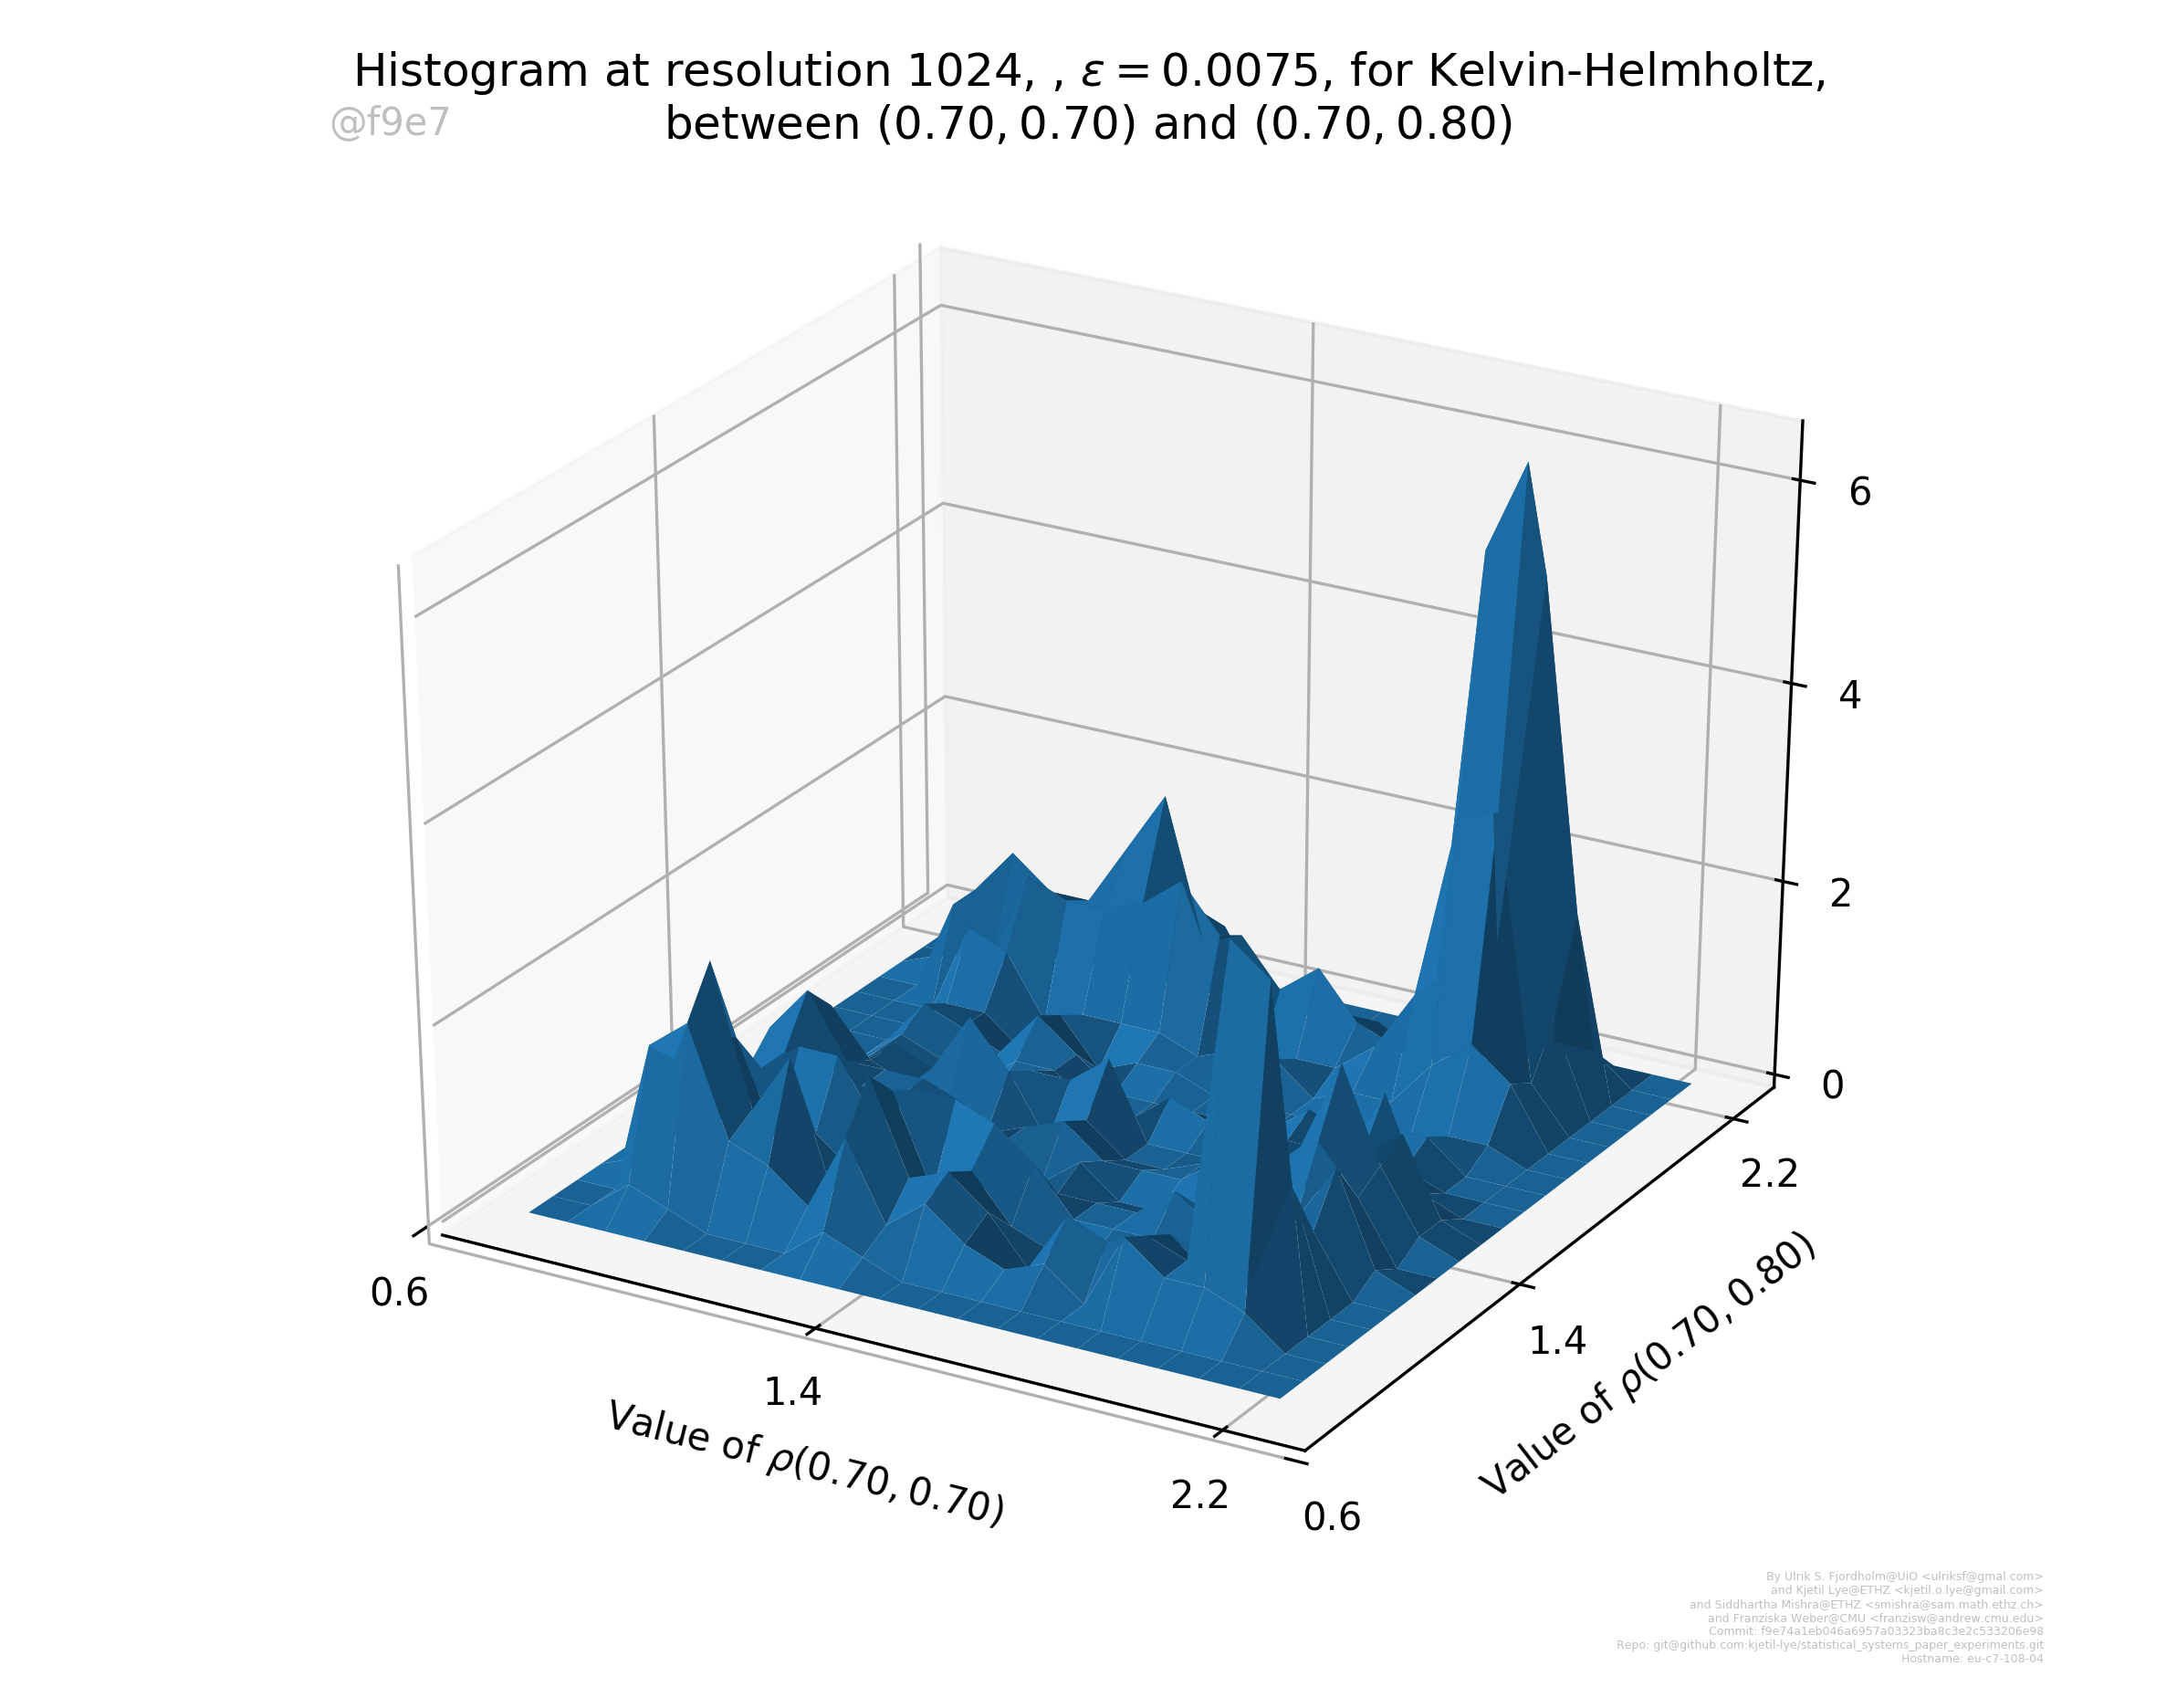 Histogram at resolution 1024, , ε = 0.0075, for Kelvin-Helmholtz,
@f9e7
between (0.70, 0.70) and (0.70, 0.80)
6
4
2
0
2.2
1.4
0.6
Value of ρ(0.70, 0.80)
0.6
1.4
2.2
Value of ρ(0.70, 0.70)
By Ulrik S. Fjordholm@UiO <ulriksf@gmal.com>
and Kjetil Lye@ETHZ <kjetil.o.lye@gmail.com>
and Siddhartha Mishra@ETHZ <smishra@sam.math.ethz.ch>
and Franziska Weber@CMU <franzisw@andrew.cmu.edu>
Commit: f9e74a1eb046a6957a03323ba8c3e2c533206e98
Repo: git@github.com:kjetil-lye/statistical_systems_paper_experiments.git
Hostname: eu-c7-108-04